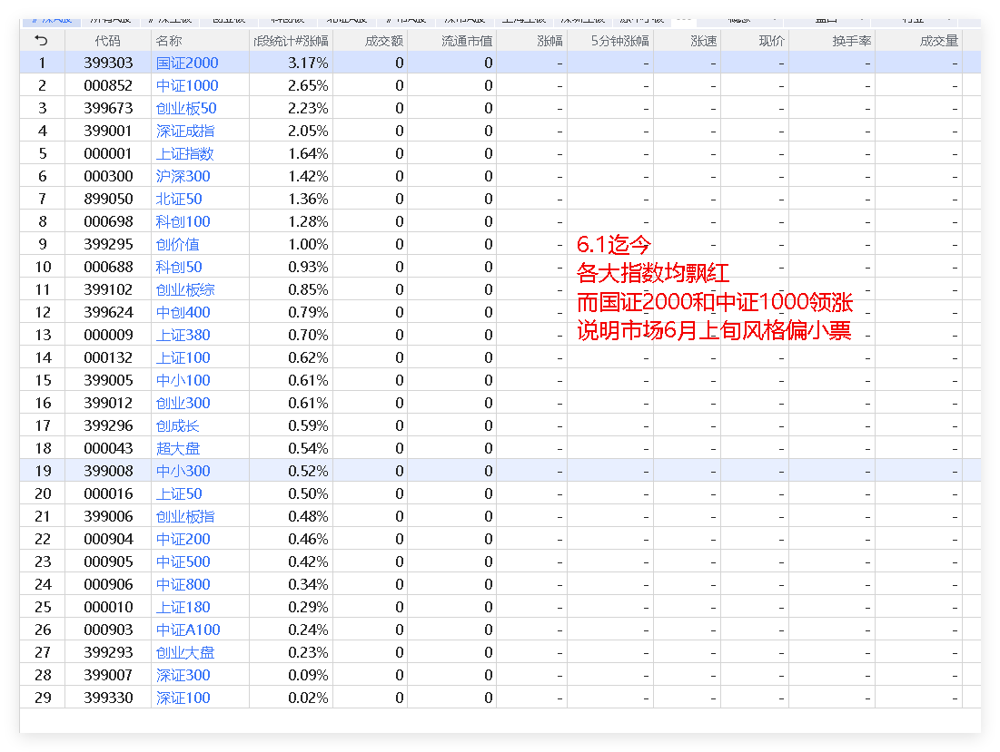 代码 名称 段统计#涨幅 成交额 流通市值 涨幅 5分钟涨幅 涨速 现价 换手率 成交量
1 399303 国证2000 3.17% 0 0 - - - - - -
2 000852 中证1000 2.65% 0 0 - - - - - -
3 399673 创业板50 2.23% 0 0 - - - - - -
4 399001 深证成指 2.05% 0 0 - - - - - -
5 000001 上证指数 1.64% 0 0 - - - - - -
6 000300 沪深300 1.42% 0 0 - - - - - -
7 899050 北证50 1.36% 0 0 - - - - - -
8 000698 科创100 1.28% 0 0 - - - - - -
9 399295 创价值 1.00% 0 0 - - - - - -
10 000688 科创50 0.93% 0 0 - - - - - -
11 399102 创业板综 0.85% 0 0 - - - - - -
12 399624 中创400 0.79% 0 0 - - - - - -
13 000009 上证380 0.70% 0 0 - - - - - -
14 000132 上证100 0.62% 0 0 - - - - - -
15 399005 中小100 0.61% 0 0 - - - - - -
16 399012 创业300 0.61% 0 0 - - - - - -
17 399296 创成长 0.59% 0 0 - - - - - -
18 000043 超大盘 0.54% 0 0 - - - - - -
19 399008 中小300 0.52% 0 0 - - - - - -
20 000016 上证50 0.50% 0 0 - - - - - -
21 399006 创业板指 0.48% 0 0 - - - - - -
22 000904 中证200 0.46% 0 0 - - - - - -
23 000905 中证500 0.42% 0 0 - - - - - -
24 000906 中证800 0.34% 0 0 - - - - - -
25 000010 上证180 0.29% 0 0 - - - - - -
26 000903 中证A100 0.24% 0 0 - - - - - -
27 399293 创业大盘 0.23% 0 0 - - - - - -
28 399007 深证300 0.09% 0 0 - - - - - -
29 399330 深证100 0.02% 0 0 - - - - - -
6.1迄今
各大指数均飘红
而国证2000和中证1000领涨
说明市场6月上旬风格偏小票